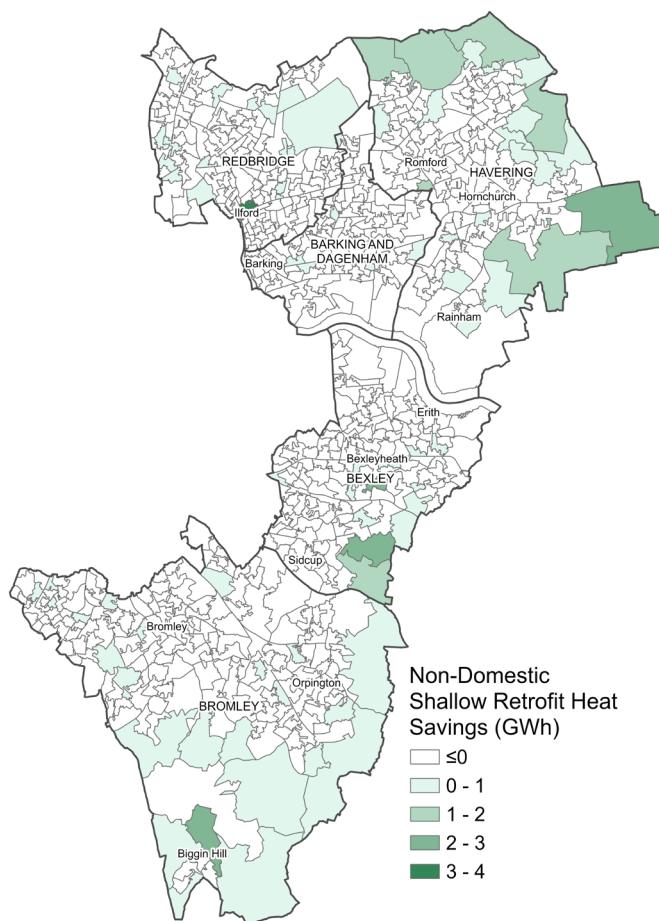 REDBRIDGE
Romford
HAVERING
Hornchurch
Ilford
BARKING AND
DAGENHAM
Barking
Rainham
Erith
Bexleyheath
BEXLEY
Sidcup
Bromley
Orpington
BROMLEY
Biggin Hill
Non-Domestic
Shallow Retrofit Heat
Savings (GWh)
≤0
0 - 1
1 - 2
2 - 3
3 - 4